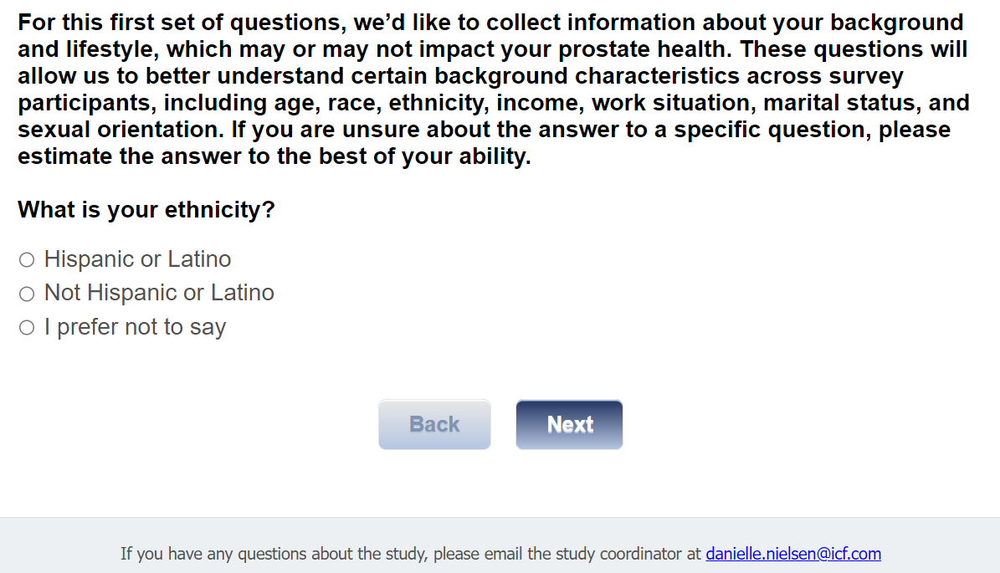 For this first set of questions, we’d like to collect information about your background
and lifestyle, which may or may not impact your prostate health. These questions will
allow us to better understand certain background characteristics across survey
participants, including age, race, ethnicity, income, work situation, marital status, and
sexual orientation. If you are unsure about the answer to a specific question, please
estimate the answer to the best of your ability.
What is your ethnicity?
Hispanic or Latino
Not Hispanic or Latino
I prefer not to say
Back Next
If you have any questions about the study, please email the study coordinator at danielle.nielsen@icf.com